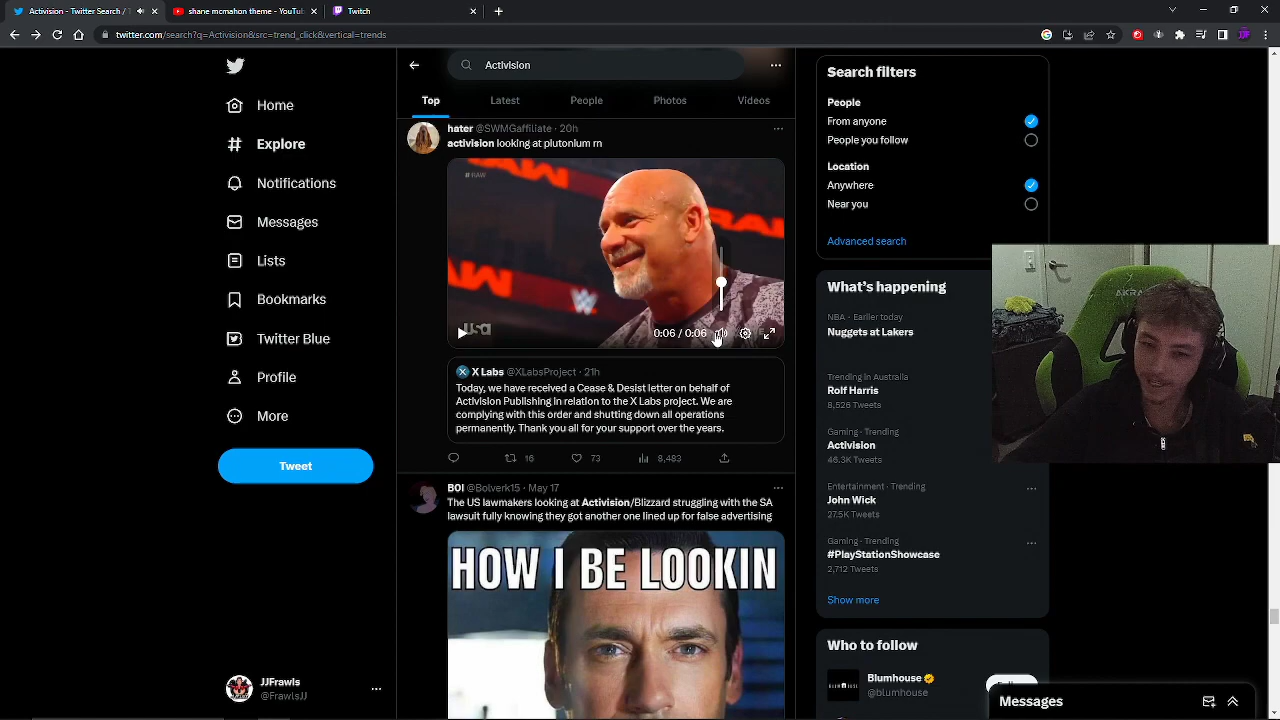 Activision - Twitter Search / T
shane mcmahon theme - YouTu
Twitch
twitter.com/search?q=Activision&src=trend_click&vertical=trends
Home
Explore
Notifications
Messages
Lists
Bookmarks
Twitter Blue
Profile
More
Tweet
JJFrawls
@FrawlsJJ
Activision
Top
Latest
People
Photos
Videos
hater @SWMGaffiliate · 20h
activision looking at plutonium rn
#RAW
0:06 / 0:06
X Labs @XLabsProject · 21h
Today, we have received a Cease & Desist letter on behalf of
Activision Publishing in relation to the X Labs project. We are
complying with this order and shutting down all operations
permanently. Thank you all for your support over the years.
16
73
8,483
B0I @Bolverk15 · May 17
The US lawmakers looking at Activision/Blizzard struggling with the SA
lawsuit fully knowing they got another one lined up for false advertising
HOW I BE LOOKIN
Search filters
People
From anyone
People you follow
Location
Anywhere
Near you
Advanced search
What's happening
NBA · Earlier today
Nuggets at Lakers
Trending in Australia
Rolf Harris
8,526 Tweets
Gaming · Trending
Activision
46.3K Tweets
Entertainment · Trending
John Wick
27.5K Tweets
Gaming · Trending
#PlayStationShowcase
2,712 Tweets
Show more
Who to follow
Blumhouse
@blumhouse
Messages